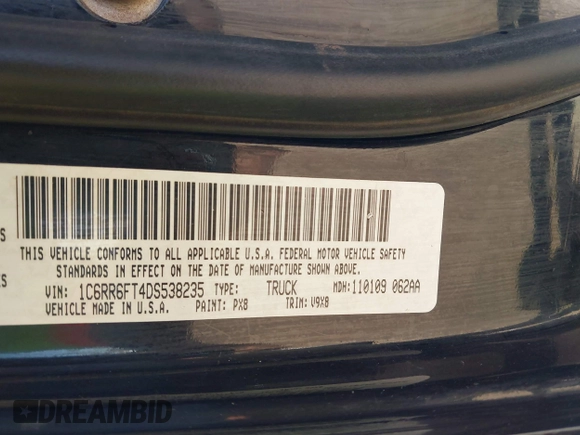 S
THIS VEHICLE CONFORMS TO ALL APPLICABLE U.S.A. FEDERAL MOTOR VEHICLE SAFETY
STANDARDS IN EFFECT ON THE DATE OF MANUFACTURE SHOWN ABOVE.
ES
VIN: 1C6RR6FT4DS538235 TYPE: TRUCK MDH: 110109 062AA
VEHICLE MADE IN U.S.A. PAINT: PX8 TRIM: V9X8
DREAMBID